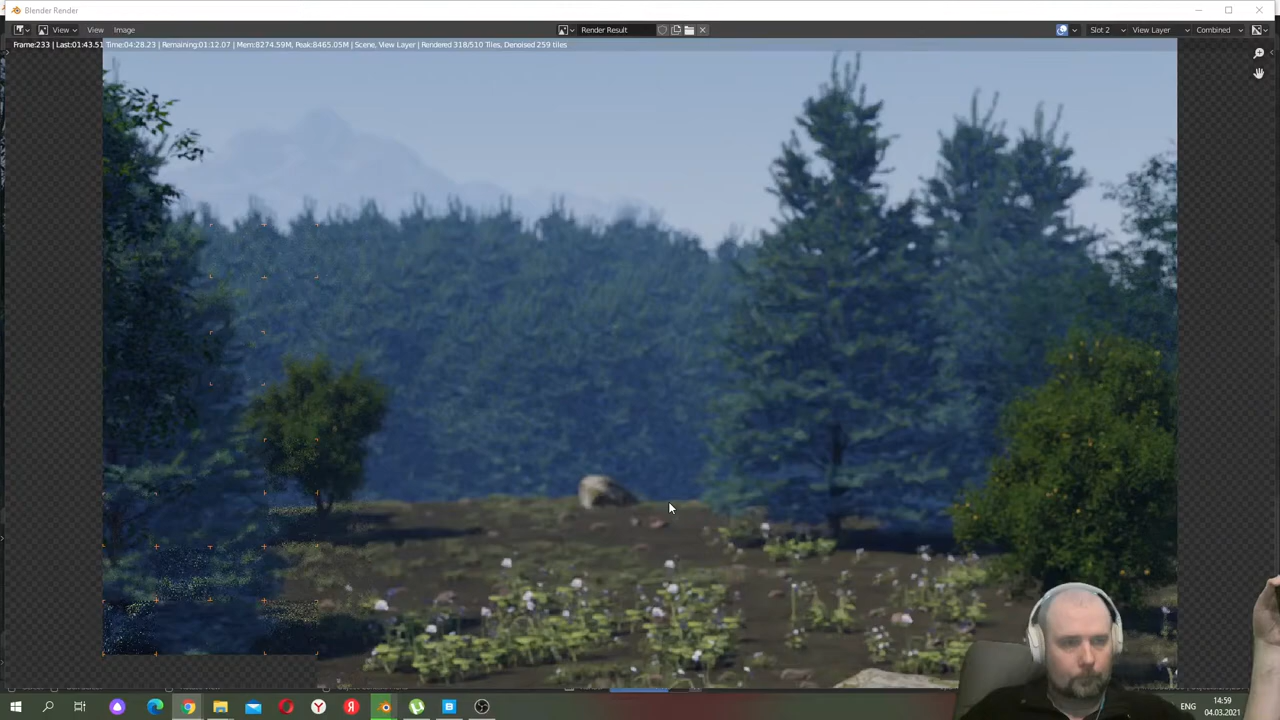 Blender Render
View View Image Render Result Slot 2 View Layer Combined
Frame:233 | Last:01:43.51 Time:04:28.23 | Remaining:01:12.07 | Mem:8274.59M, Peak:8465.05M | Scene, View Layer | Rendered 318/510 Tiles, Denoised 259 tiles
ENG
14:59
04.03.2021